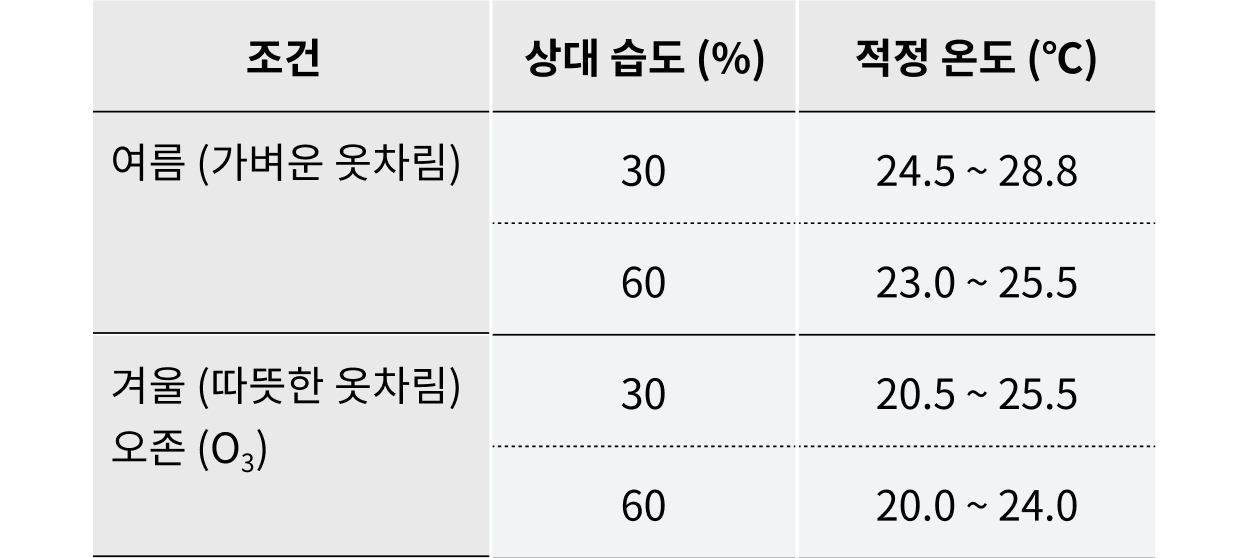 조건 상대 습도 (%) 적정 온도 (°C)
여름 (가벼운 옷차림) 30 24.5 ~ 28.8
60 23.0 ~ 25.5
겨울 (따뜻한 옷차림) 30 20.5 ~ 25.5
오존 (O₃)
60 20.0 ~ 24.0